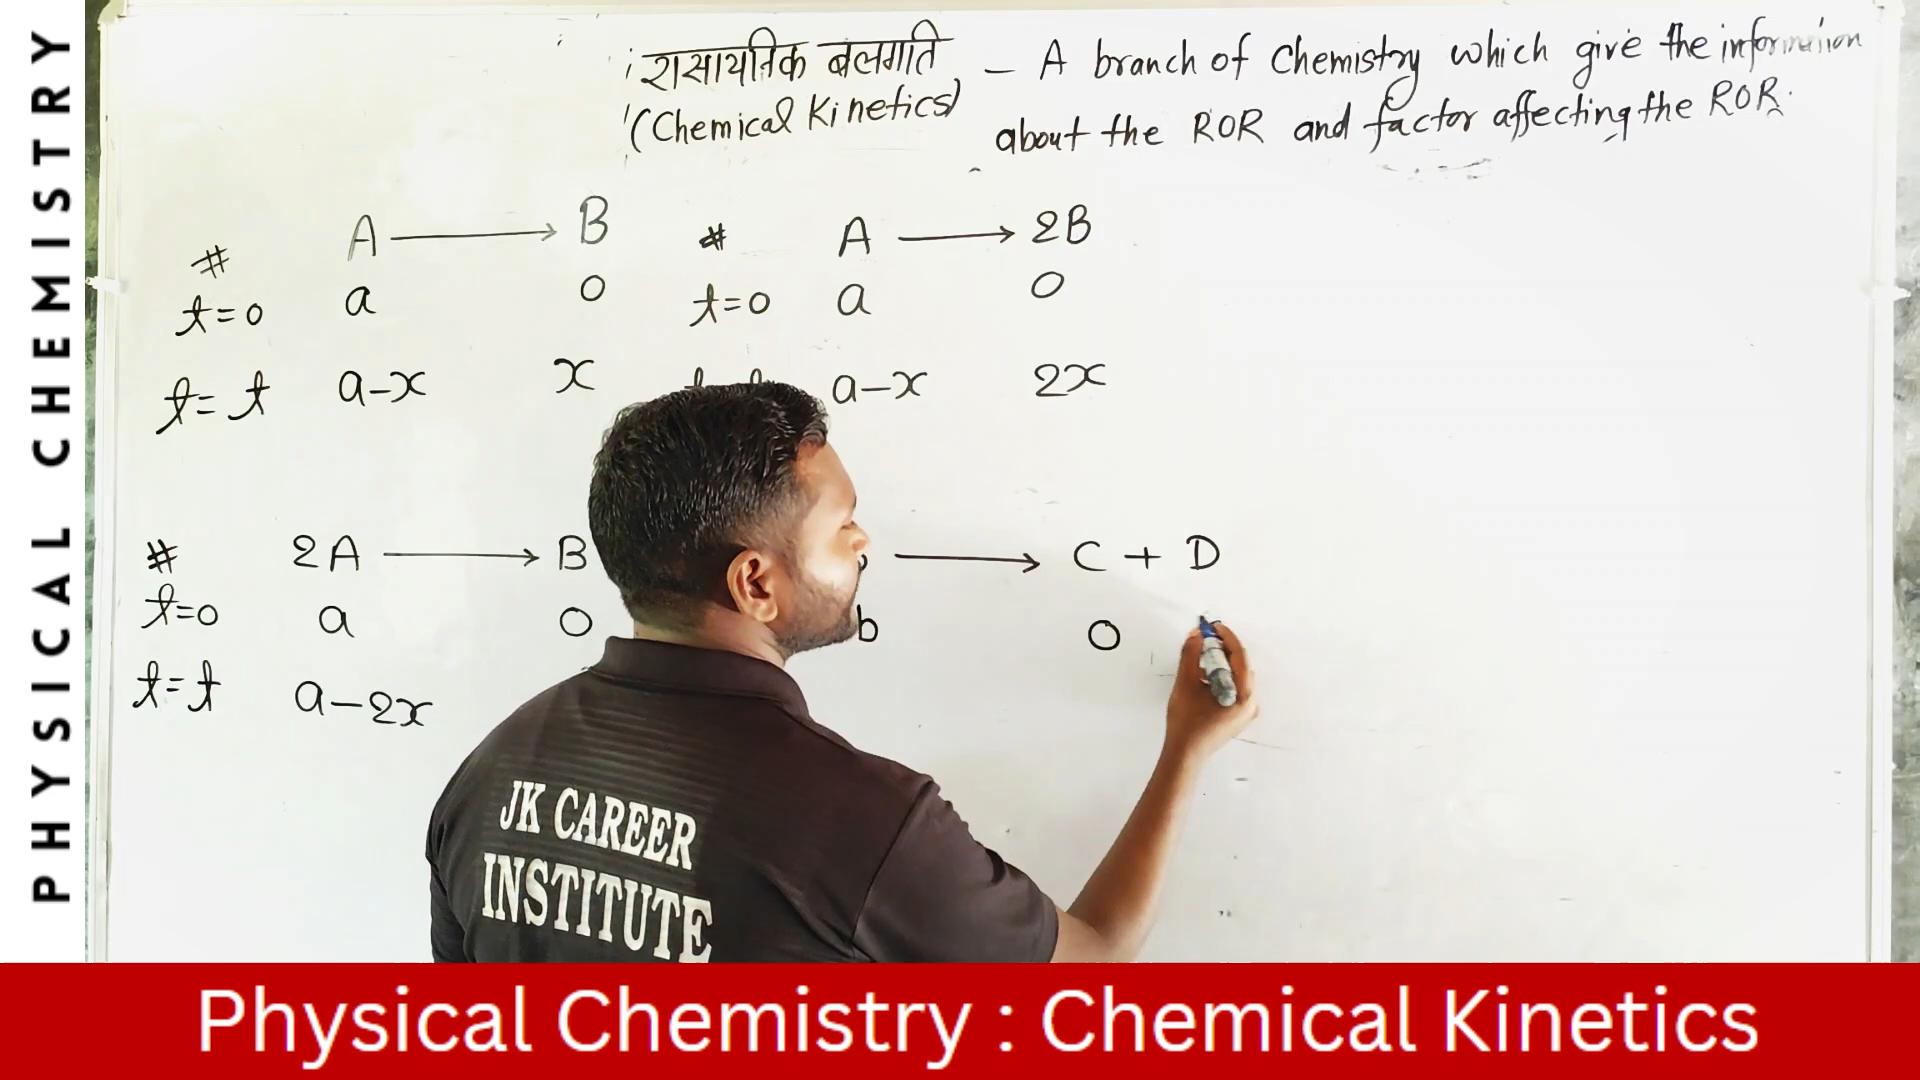 PHYSICAL CHEMISTRY
रासायनिक बलगति – A branch of Chemistry which give the information
(Chemical Kinetics) about the ROR and factor affecting the ROR.
# A ⟶ B
t=0 a 0
t=t a-x x
# A ⟶ 2B
t=0 a 0
a-x 2x
# 2A ⟶ B
t=0 a 0
t=t a-2x
⟶ C + D
b 0
JK CAREER
INSTITUTE
Physical Chemistry : Chemical Kinetics